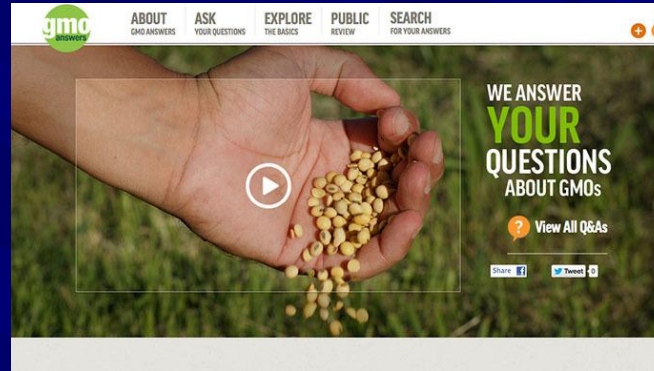 gmo
answers
ABOUT
GMO ANSWERS
ASK
YOUR QUESTIONS
EXPLORE
THE BASICS
PUBLIC
REVIEW
SEARCH
FOR YOUR ANSWERS
WE ANSWER
YOUR
QUESTIONS
ABOUT GMOs
? View All Q&As
Share f
Tweet 0